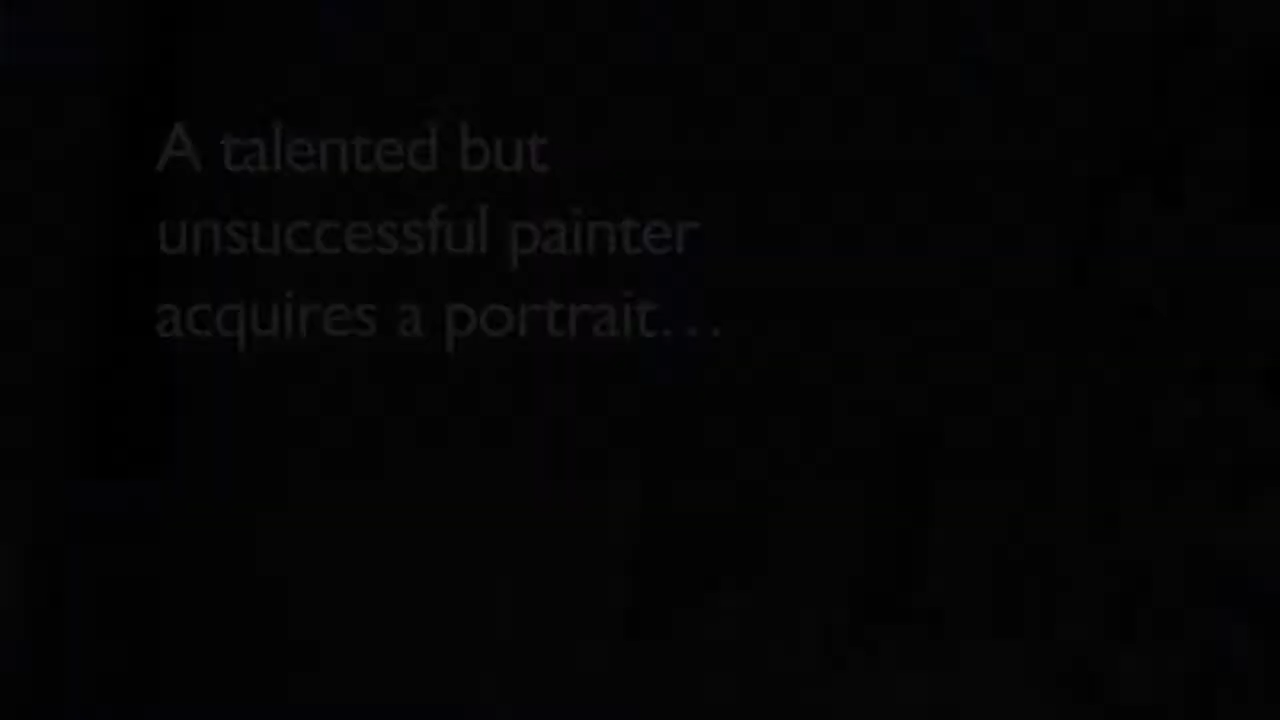 A talented but
unsuccessful painter
acquires a portrait...